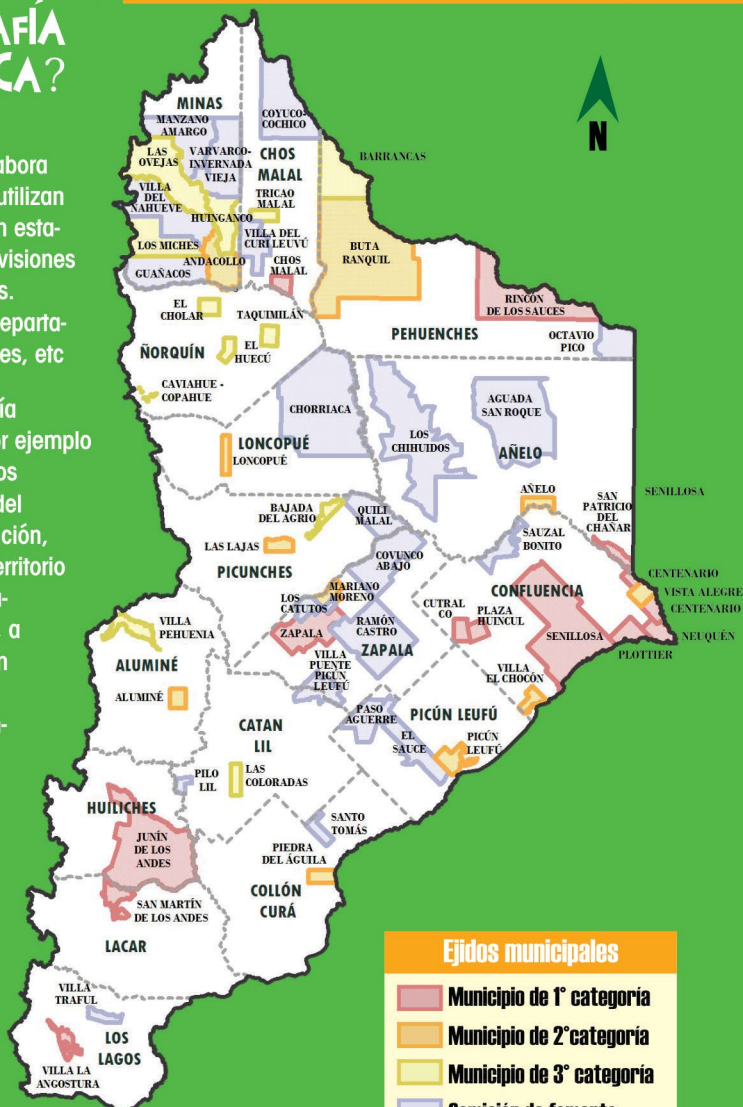 AFÍA
CA?
abora
utilizan
n esta-
visiones
s.
eparta-
es, etc
ía
or ejemplo
os
del
ción,
erritorio
a-
, a
n
n-
N
MINAS
MANZANO
AMARGO
COYUCO-
COCHICO
LAS
OVEJAS
VARVARCO-
INVERNADA
VIEJA
CHOS
MALAL
BARRANCAS
VILLA
DEL
ÑAHUEVE
TRICAO
MALAL
HUINGANCO
VILLA DEL
CURI LEUVÚ
LOS MICHES
ANDACOLLO
CHOS
MALAL
BUTA
RANQUIL
GUAÑACOS
RINCÓN
DE LOS SAUCES
EL
CHOLAR
TAQUIMILÁN
PEHUENCHES
OCTAVIO
PICO
ÑORQUÍN
EL
HUECÚ
CAVIAHUE -
COPAHUE
CHORRIACA
AGUADA
SAN ROQUE
LOS
CHIHUIDOS
AÑELO
LONCOPUÉ
LONCOPUÉ
AÑELO
SENILLOSA
SAN
PATRICIO
DEL
CHAÑAR
BAJADA
DEL AGRIO
QUILI
MALAL
SAUZAL
BONITO
LAS LAJAS
COVUNCO
ABAJO
PICUNCHES
CENTENARIO
MARIANO
MORENO
CONFLUENCIA
VISTA ALEGRE
LOS
CATUTOS
CUTRAL
CO
PLAZA
HUINCUL
CENTENARIO
VILLA
PEHUENIA
ZAPALA
RAMÓN
CASTRO
SENILLOSA
NEUQUÉN
ZAPALA
PLOTTIER
ALUMINÉ
VILLA
PUENTE
PICÚN
LEUFÚ
VILLA
EL CHOCÓN
ALUMINÉ
PASO
AGUERRE
PICÚN LEUFÚ
CATAN
LIL
EL
SAUCE
PICÚN
LEUFÚ
PILO
LIL
LAS
COLORADAS
HUILICHES
SANTO
TOMÁS
JUNÍN
DE LOS
ANDES
PIEDRA
DEL ÁGUILA
COLLÓN
CURÁ
SAN MARTÍN
DE LOS ANDES
LACAR
VILLA
TRAFUL
LOS
LAGOS
VILLA LA
ANGOSTURA
Ejidos municipales
Municipio de 1° categoría
Municipio de 2°categoría
Municipio de 3° categoría
Comisión de fomento